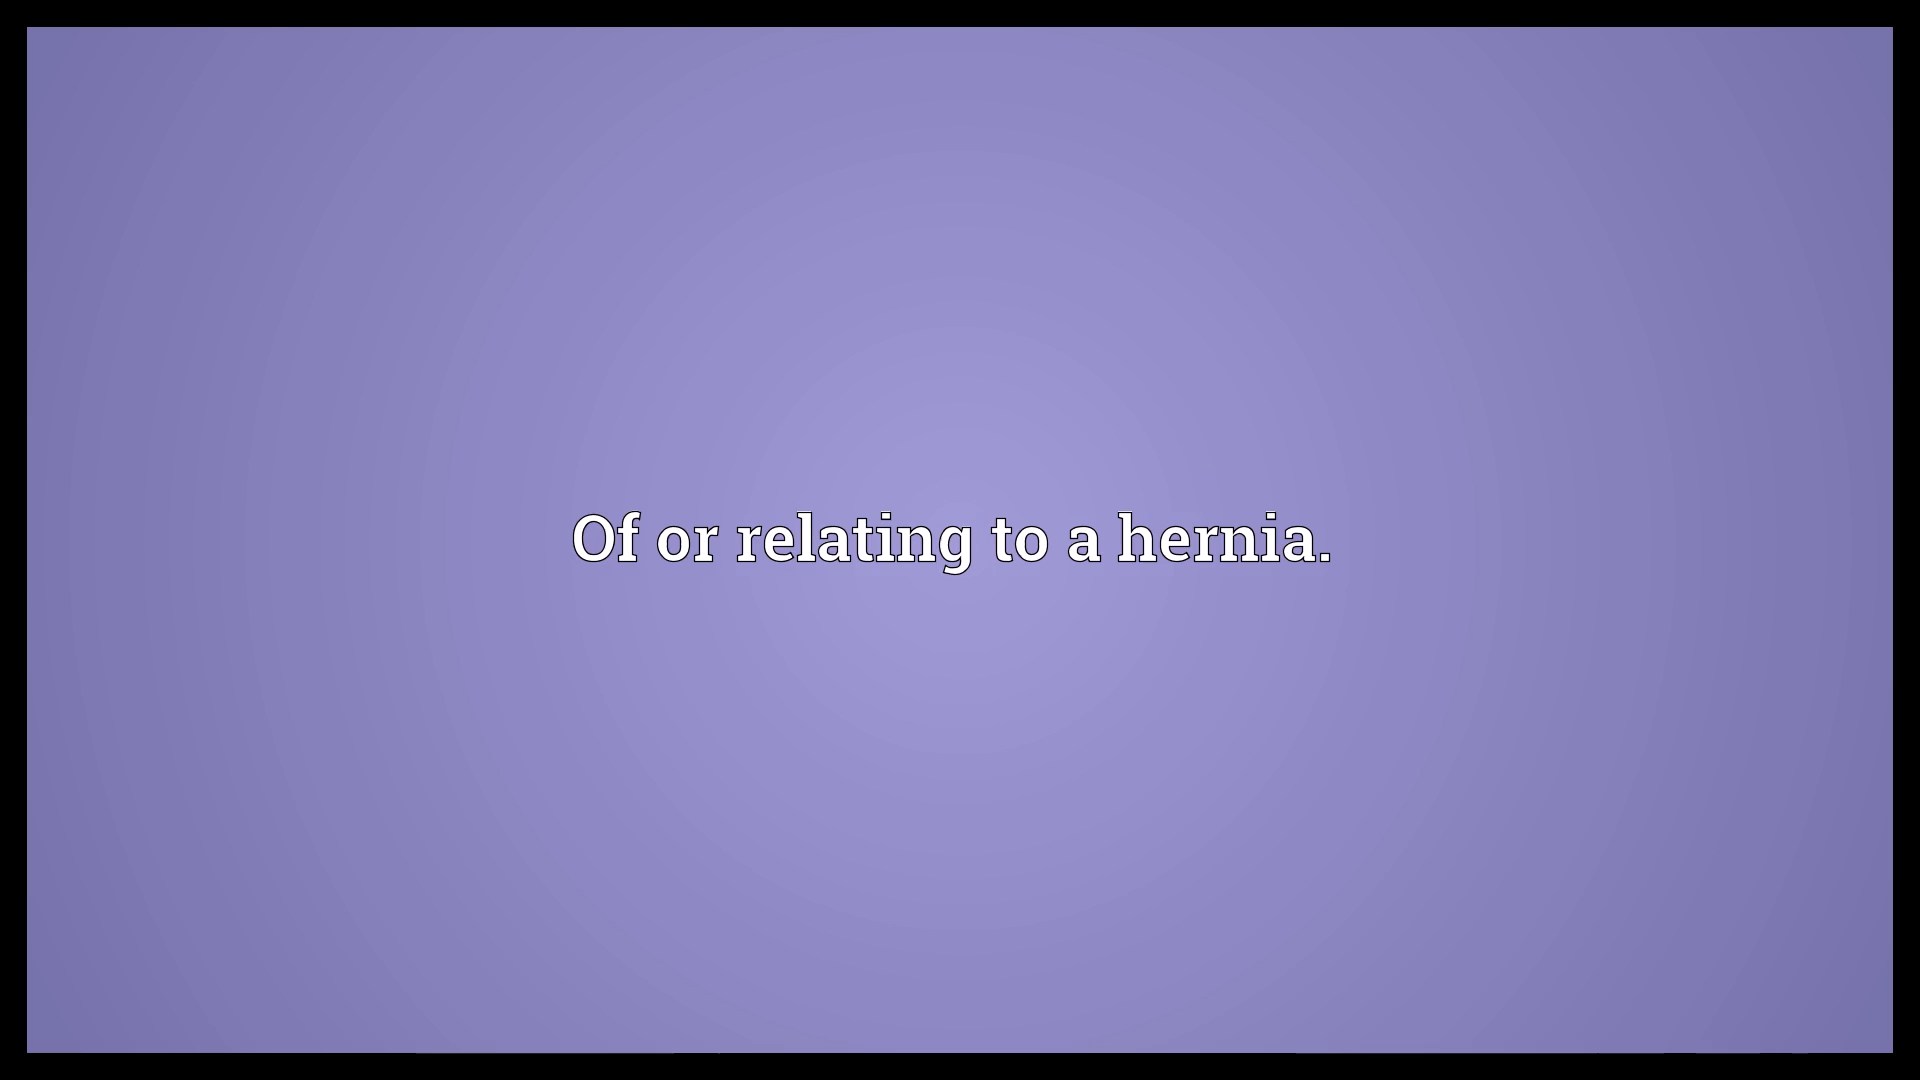 Of or relating to a hernia.